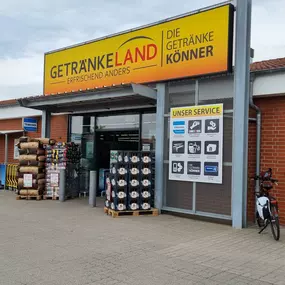 GETRÄNKELAND
ERFRISCHEND ANDERS
DIE
GETRÄNKE
KÖNNER
UNSER SERVICE